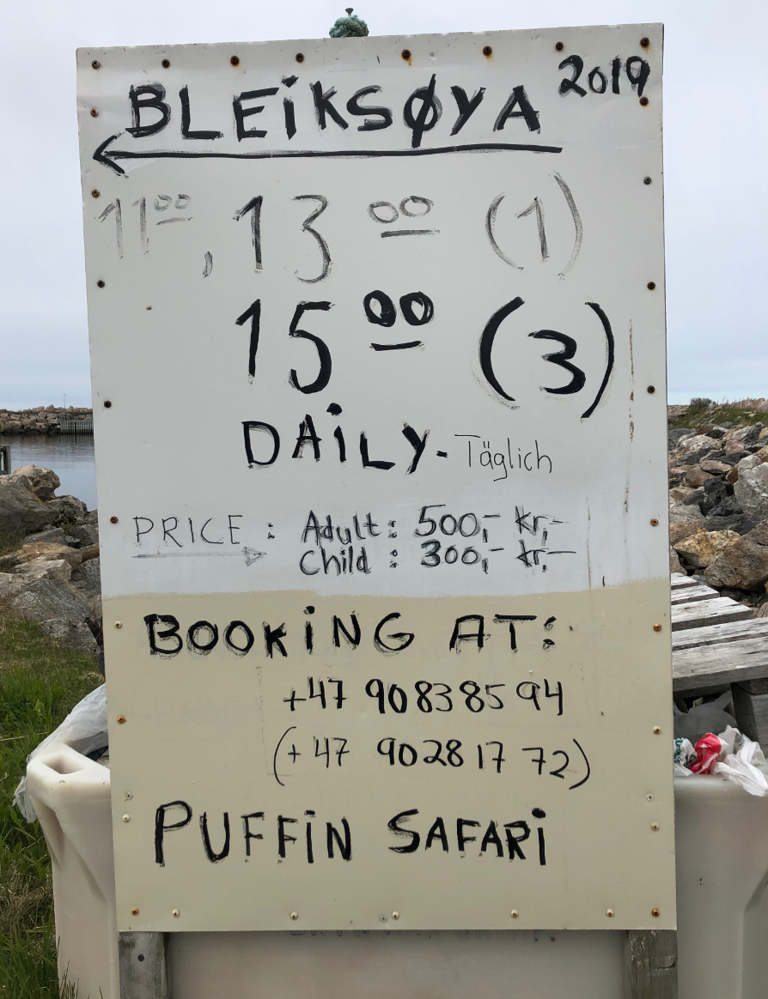 BLEiKSØYA 2019
11⁰⁰, 13⁰⁰ (1)
15⁰⁰ (3)
DAiLY - Täglich
PRICE : Adult : 500,- kr,-
Child : 300,- kr,-
BOOKiNG AT:
+47 90838594
(+47 90281772)
PUFFiN SAFARi